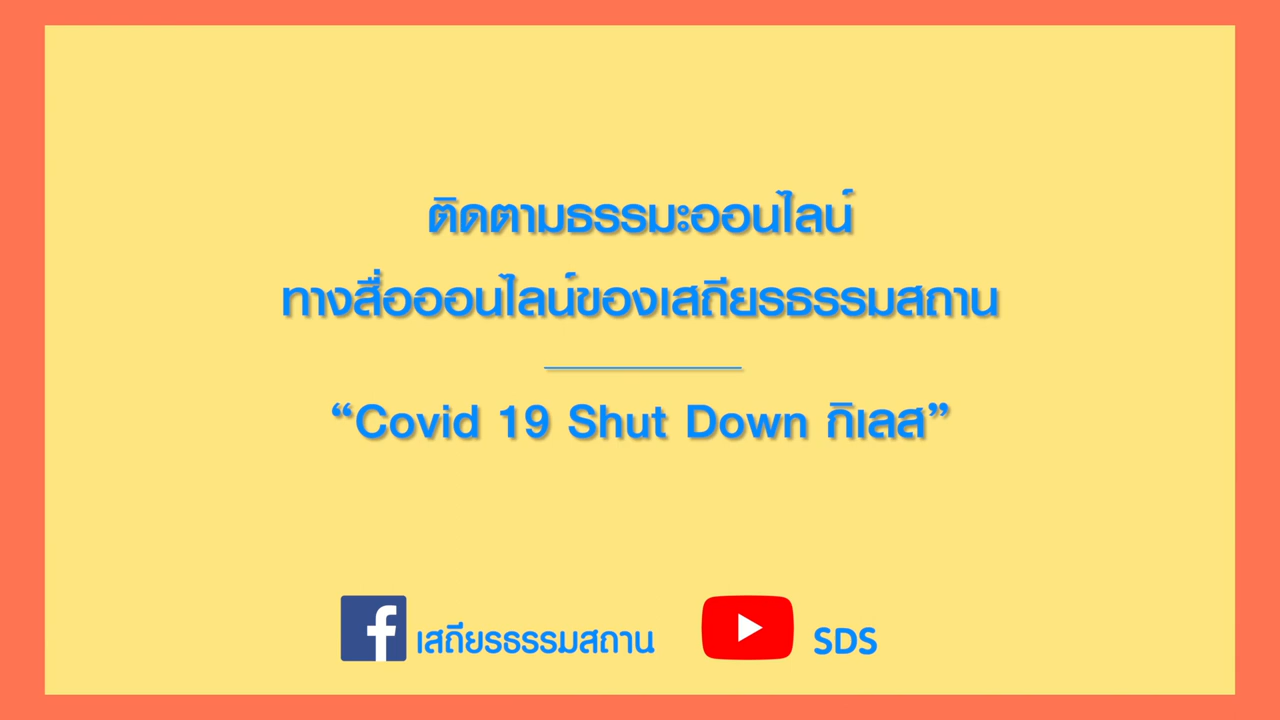 ติดตามธรรมะออนไลน์
ทางสื่อออนไลน์ของเสถียรธรรมสถาน
“Covid 19 Shut Down กิเลส”
เสถียรธรรมสถาน
SDS